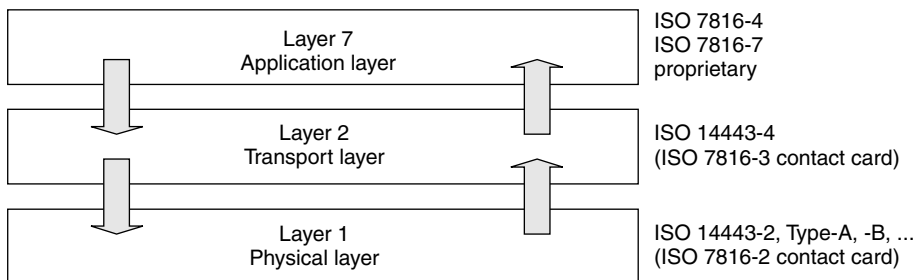 Layer 7
Application layer
ISO 7816-4
ISO 7816-7
proprietary
Layer 2
Transport layer
ISO 14443-4
(ISO 7816-3 contact card)
Layer 1
Physical layer
ISO 14443-2, Type-A, -B, ...
(ISO 7816-2 contact card)